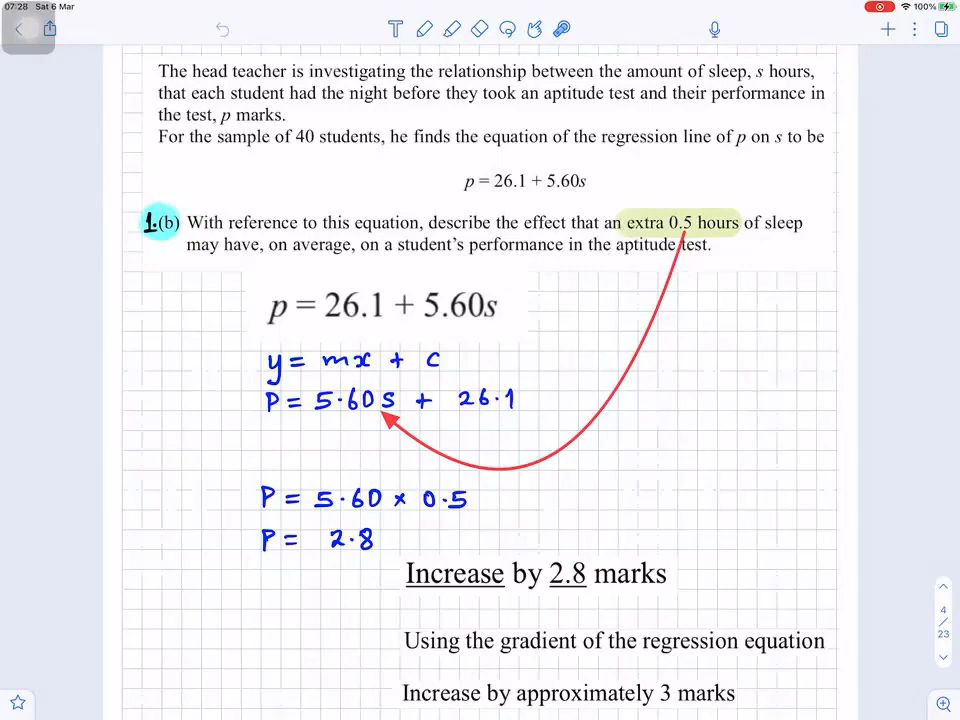 07:28 Sat 6 Mar
100%
The head teacher is investigating the relationship between the amount of sleep, s hours,
that each student had the night before they took an aptitude test and their performance in
the test, p marks.
For the sample of 40 students, he finds the equation of the regression line of p on s to be
p = 26.1 + 5.60s
1.(b) With reference to this equation, describe the effect that an extra 0.5 hours of sleep
may have, on average, on a student's performance in the aptitude test.
p = 26.1 + 5.60s
y = mx + c
P = 5.60s + 26.1
P = 5.60 × 0.5
P = 2.8
Increase by 2.8 marks
Using the gradient of the regression equation
Increase by approximately 3 marks
4
/
23